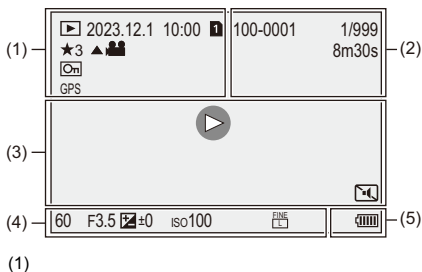 (1)
2023.12.1 10:00 1
★3
GPS
100-0001 1/999
8m30s
(2)
(3)
(4)
60 F3.5 ±0 ISO100 FINE L
(5)
(1)